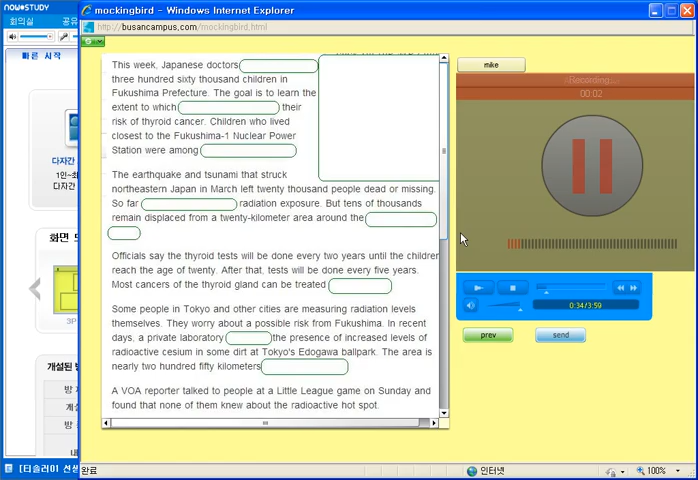 NOW★STUDY
회의실
공유
빠른 시작
다자간
1인~최
다자간
화면
3P
개설된
방
개설
방
[티슬러01 선생
mockingbird - Windows Internet Explorer
http://busancampus.com/mockingbird.html
This week, Japanese doctors
three hundred sixty thousand children in
Fukushima Prefecture. The goal is to learn the
extent to which their
risk of thyroid cancer. Children who lived
closest to the Fukushima-1 Nuclear Power
Station were among
The earthquake and tsunami that struck
northeastern Japan in March left twenty thousand people dead or missing.
So far radiation exposure. But tens of thousands
remain displaced from a twenty-kilometer area around the
Officials say the thyroid tests will be done every two years until the children
reach the age of twenty. After that, tests will be done every five years.
Most cancers of the thyroid gland can be treated
Some people in Tokyo and other cities are measuring radiation levels
themselves. They worry about a possible risk from Fukushima. In recent
days, a private laboratory the presence of increased levels of
radioactive cesium in some dirt at Tokyo's Edogawa ballpark. The area is
nearly two hundred fifty kilometers
A VOA reporter talked to people at a Little League game on Sunday and
found that none of them knew about the radioactive hot spot.
mike
Recording...
00:02
0:34/3:59
prev
send
완료
인터넷
100%